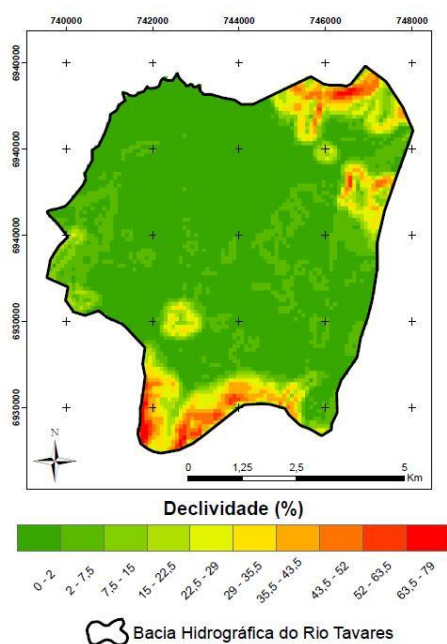 740000 742000 744000 746000 748000
6940000
6940000
6940000
6930000
6930000
N
0 1,25 2,5 5
Km
Declividade (%)
0 - 2 2 - 7,5 7,5 - 15 15 - 22,5 22,5 - 29 29 - 35,5 35,5 - 43,5 43,5 - 52 52 - 63,5 63,5 - 79
Bacia Hidrográfica do Rio Tavares